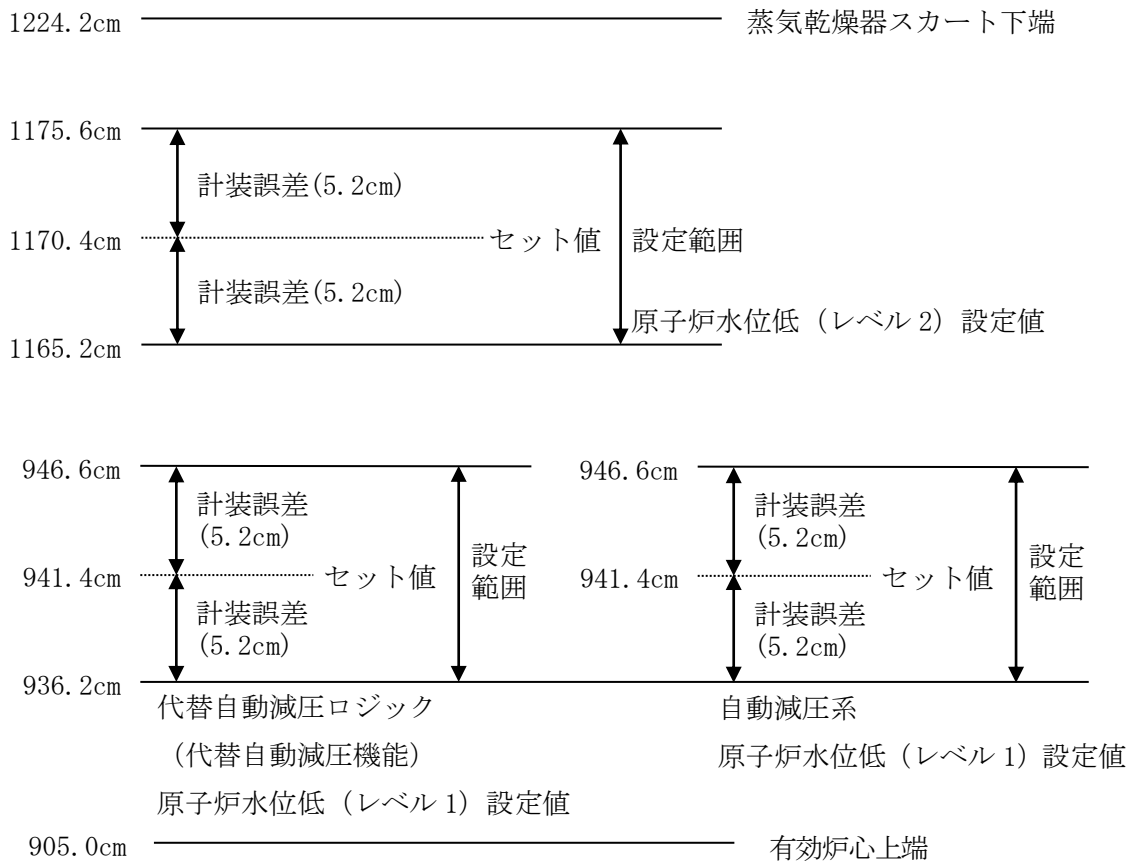 1224.2cm 蒸気乾燥器スカート下端
1175.6cm
計装誤差(5.2cm)
1170.4cm セット値 設定範囲
計装誤差(5.2cm)
原子炉水位低（レベル2）設定値
1165.2cm
946.6cm
計装誤差
(5.2cm)
設定
範囲
941.4cm セット値
計装誤差
(5.2cm)
936.2cm
代替自動減圧ロジック
（代替自動減圧機能）
原子炉水位低（レベル1）設定値
946.6cm
計装誤差
(5.2cm)
設定
範囲
941.4cm セット値
計装誤差
(5.2cm)
自動減圧系
原子炉水位低（レベル1）設定値
905.0cm 有効炉心上端